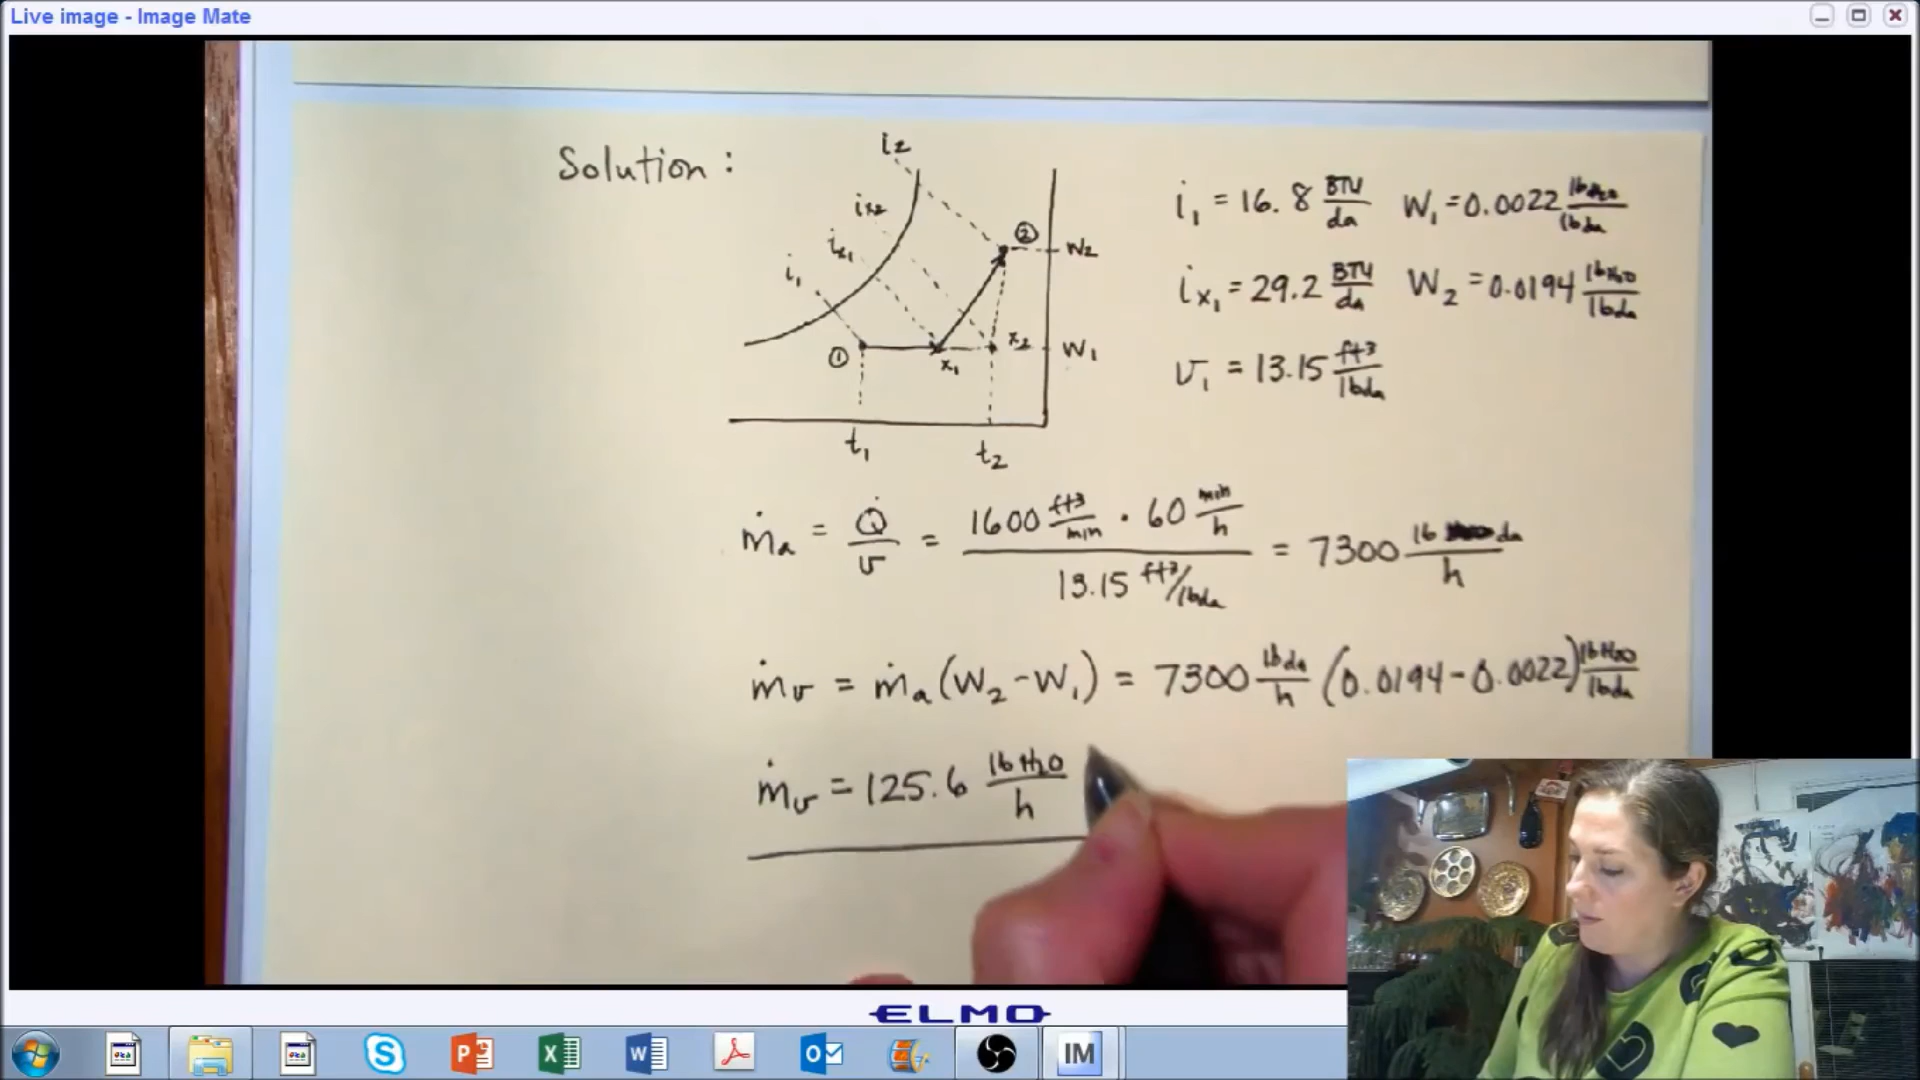 Live image - Image Mate
Solution :
i2
ix2
ix1
i1
①
②
x1
x2
W2
W1
t1
t2
i1 = 16.8 BTU/da W1 = 0.0022 lbH2O/lbda
ix1 = 29.2 BTU/da W2 = 0.0194 lbH2O/lbda
v1 = 13.15 ft3/lbda
ṁa = Q̇/v = 1600 ft3/min · 60 min/h / 13.15 ft3/lbda = 7300 lb da/h
ṁv = ṁa (W2 - W1) = 7300 lbda/h (0.0194 - 0.0022) lbH2O/lbda
ṁv = 125.6 lbH2O/h
ELMO
IM